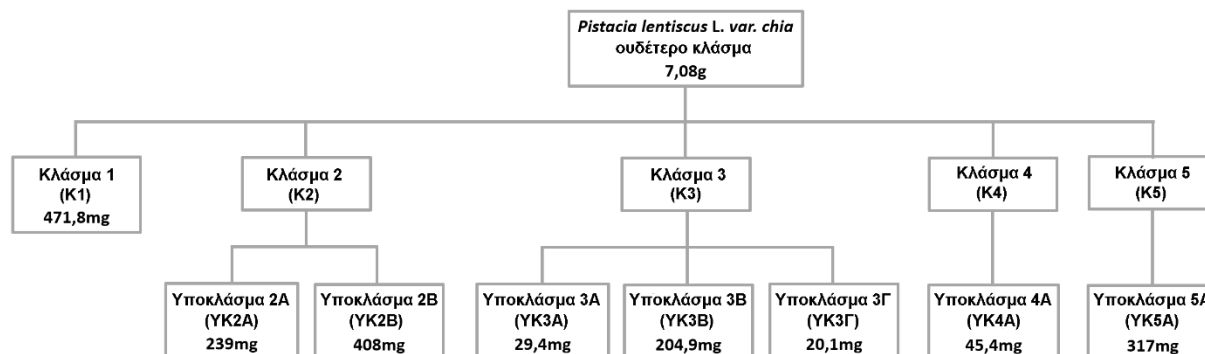 Pistacia lentiscus L. var. chia
ουδέτερο κλάσμα
7,08g
Κλάσμα 1
(Κ1)
471,8mg
Κλάσμα 2
(Κ2)
Κλάσμα 3
(Κ3)
Κλάσμα 4
(Κ4)
Κλάσμα 5
(Κ5)
Υποκλάσμα 2Α
(ΥΚ2Α)
239mg
Υποκλάσμα 2Β
(ΥΚ2Β)
408mg
Υποκλάσμα 3Α
(ΥΚ3Α)
29,4mg
Υποκλάσμα 3Β
(ΥΚ3Β)
204,9mg
Υποκλάσμα 3Γ
(ΥΚ3Γ)
20,1mg
Υποκλάσμα 4Α
(ΥΚ4Α)
45,4mg
Υποκλάσμα 5Α
(ΥΚ5Α)
317mg